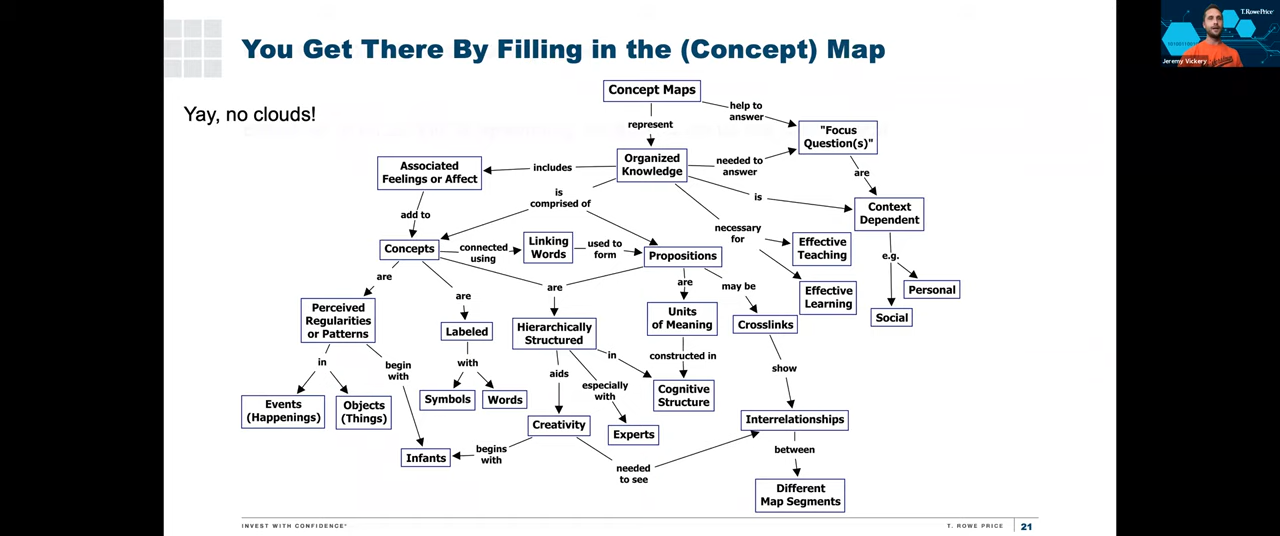 You Get There By Filling in the (Concept) Map
T.RowePrice
Jeremy Vickery
Yay, no clouds!
Concept Maps
help to
answer
represent
"Focus
Question(s)"
Organized
Knowledge
needed to
answer
includes
Associated
Feelings or Affect
are
is
is
comprised of
Context
Dependent
add to
necessary
for
Concepts
connected
using
Linking
Words
used to
form
Propositions
Effective
Teaching
e.g.
are
are
are
are
may be
Effective
Learning
Personal
Social
Perceived
Regularities
or Patterns
Labeled
Hierarchically
Structured
Units
of Meaning
Crosslinks
in
begin
with
with
in
constructed in
aids
especially
with
show
Events
(Happenings)
Objects
(Things)
Symbols
Words
Cognitive
Structure
Creativity
Experts
Interrelationships
Infants
begins
with
needed
to see
between
Different
Map Segments
INVEST WITH CONFIDENCE®
T. ROWE PRICE
21